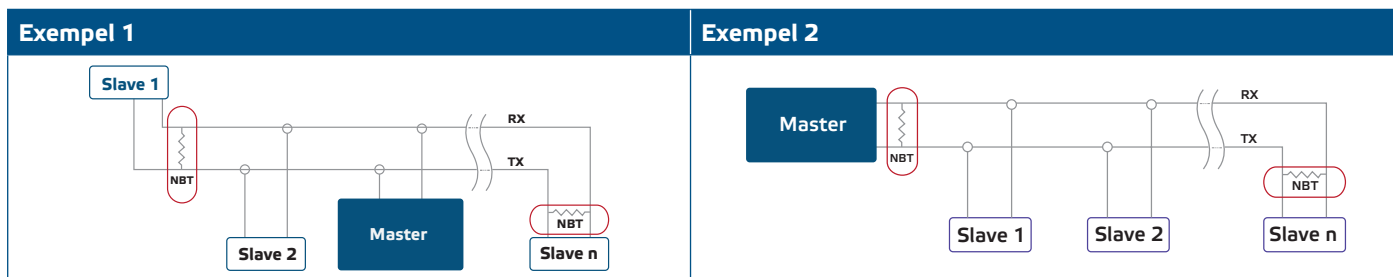 Exempel 1
Slave 1
RX
NBT
TX
NBT
Slave 2
Master
Slave n
Exempel 2
Master
RX
NBT
TX
NBT
Slave 1
Slave 2
Slave n